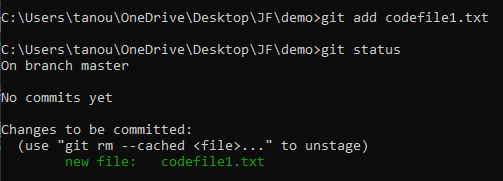 C:\Users\tanou\OneDrive\Desktop\JF\demo>git add codefile1.txt
C:\Users\tanou\OneDrive\Desktop\JF\demo>git status
On branch master
No commits yet
Changes to be committed:
  (use "git rm --cached <file>..." to unstage)
        new file:   codefile1.txt